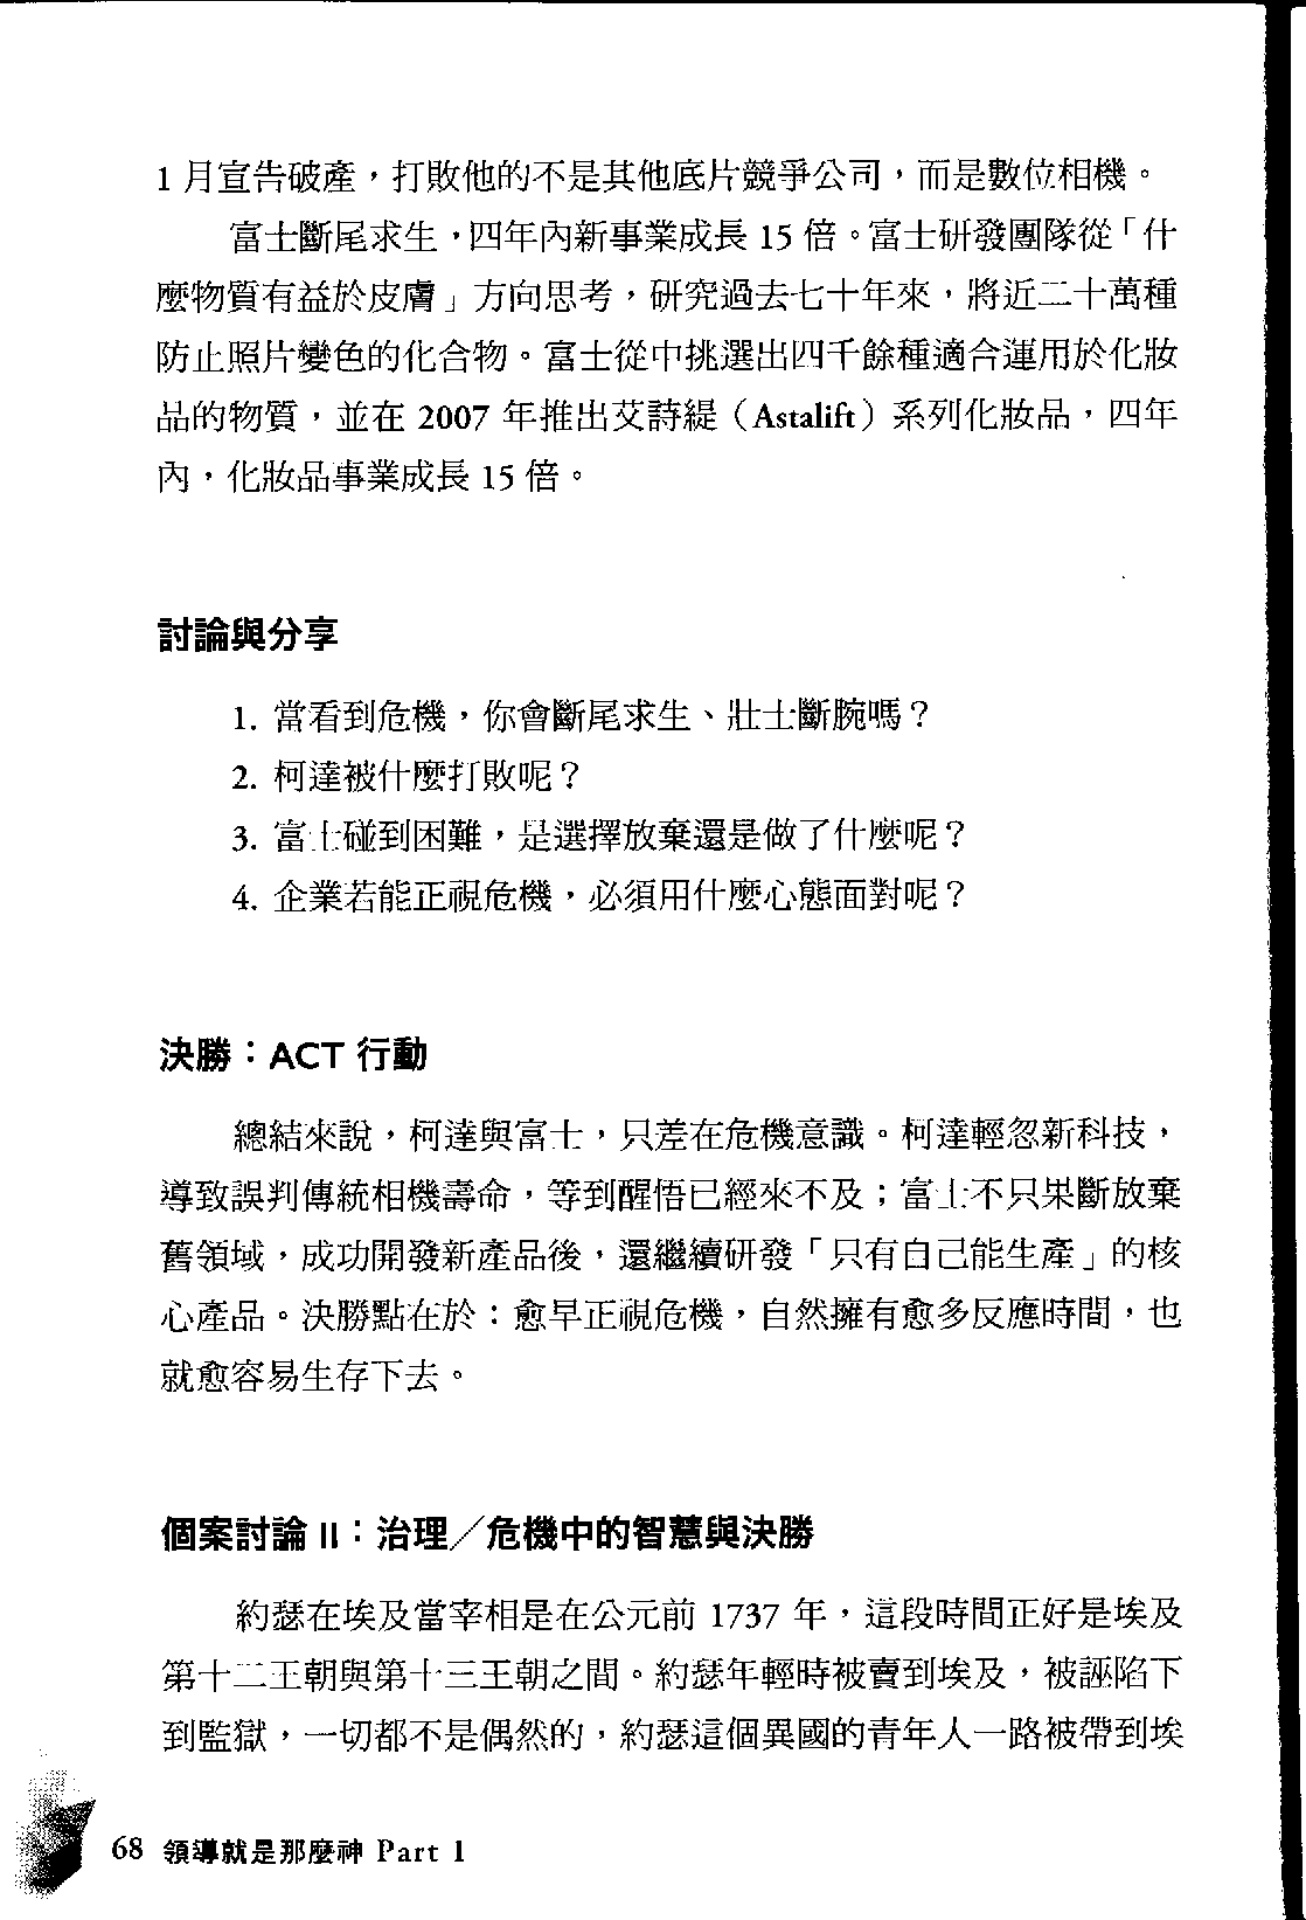 1 月宣告破產，打敗他的不是其他底片競爭公司，而是數位相機。
富士斷尾求生，四年內新事業成長 15 倍。富士研發團隊從「什
麼物質有益於皮膚」方向思考，研究過去七十年來，將近二十萬種
防止照片變色的化合物。富士從中挑選出四千餘種適合運用於化妝
品的物質，並在 2007 年推出艾詩緹（Astalift）系列化妝品，四年
內，化妝品事業成長 15 倍。
討論與分享
1. 當看到危機，你會斷尾求生、壯士斷腕嗎？
2. 柯達被什麼打敗呢？
3. 富士碰到困難，是選擇放棄還是做了什麼呢？
4. 企業若能正視危機，必須用什麼心態面對呢？
決勝：ACT 行動
總結來說，柯達與富士，只差在危機意識。柯達輕忽新科技，
導致誤判傳統相機壽命，等到醒悟已經來不及；富士不只果斷放棄
舊領域，成功開發新產品後，還繼續研發「只有自己能生產」的核
心產品。決勝點在於：愈早正視危機，自然擁有愈多反應時間，也
就愈容易生存下去。
個案討論 II：治理／危機中的智慧與決勝
約瑟在埃及當宰相是在公元前 1737 年，這段時間正好是埃及
第十二王朝與第十三王朝之間。約瑟年輕時被賣到埃及，被誣陷下
到監獄，一切都不是偶然的，約瑟這個異國的青年人一路被帶到埃
68 領導就是那麼神 Part 1